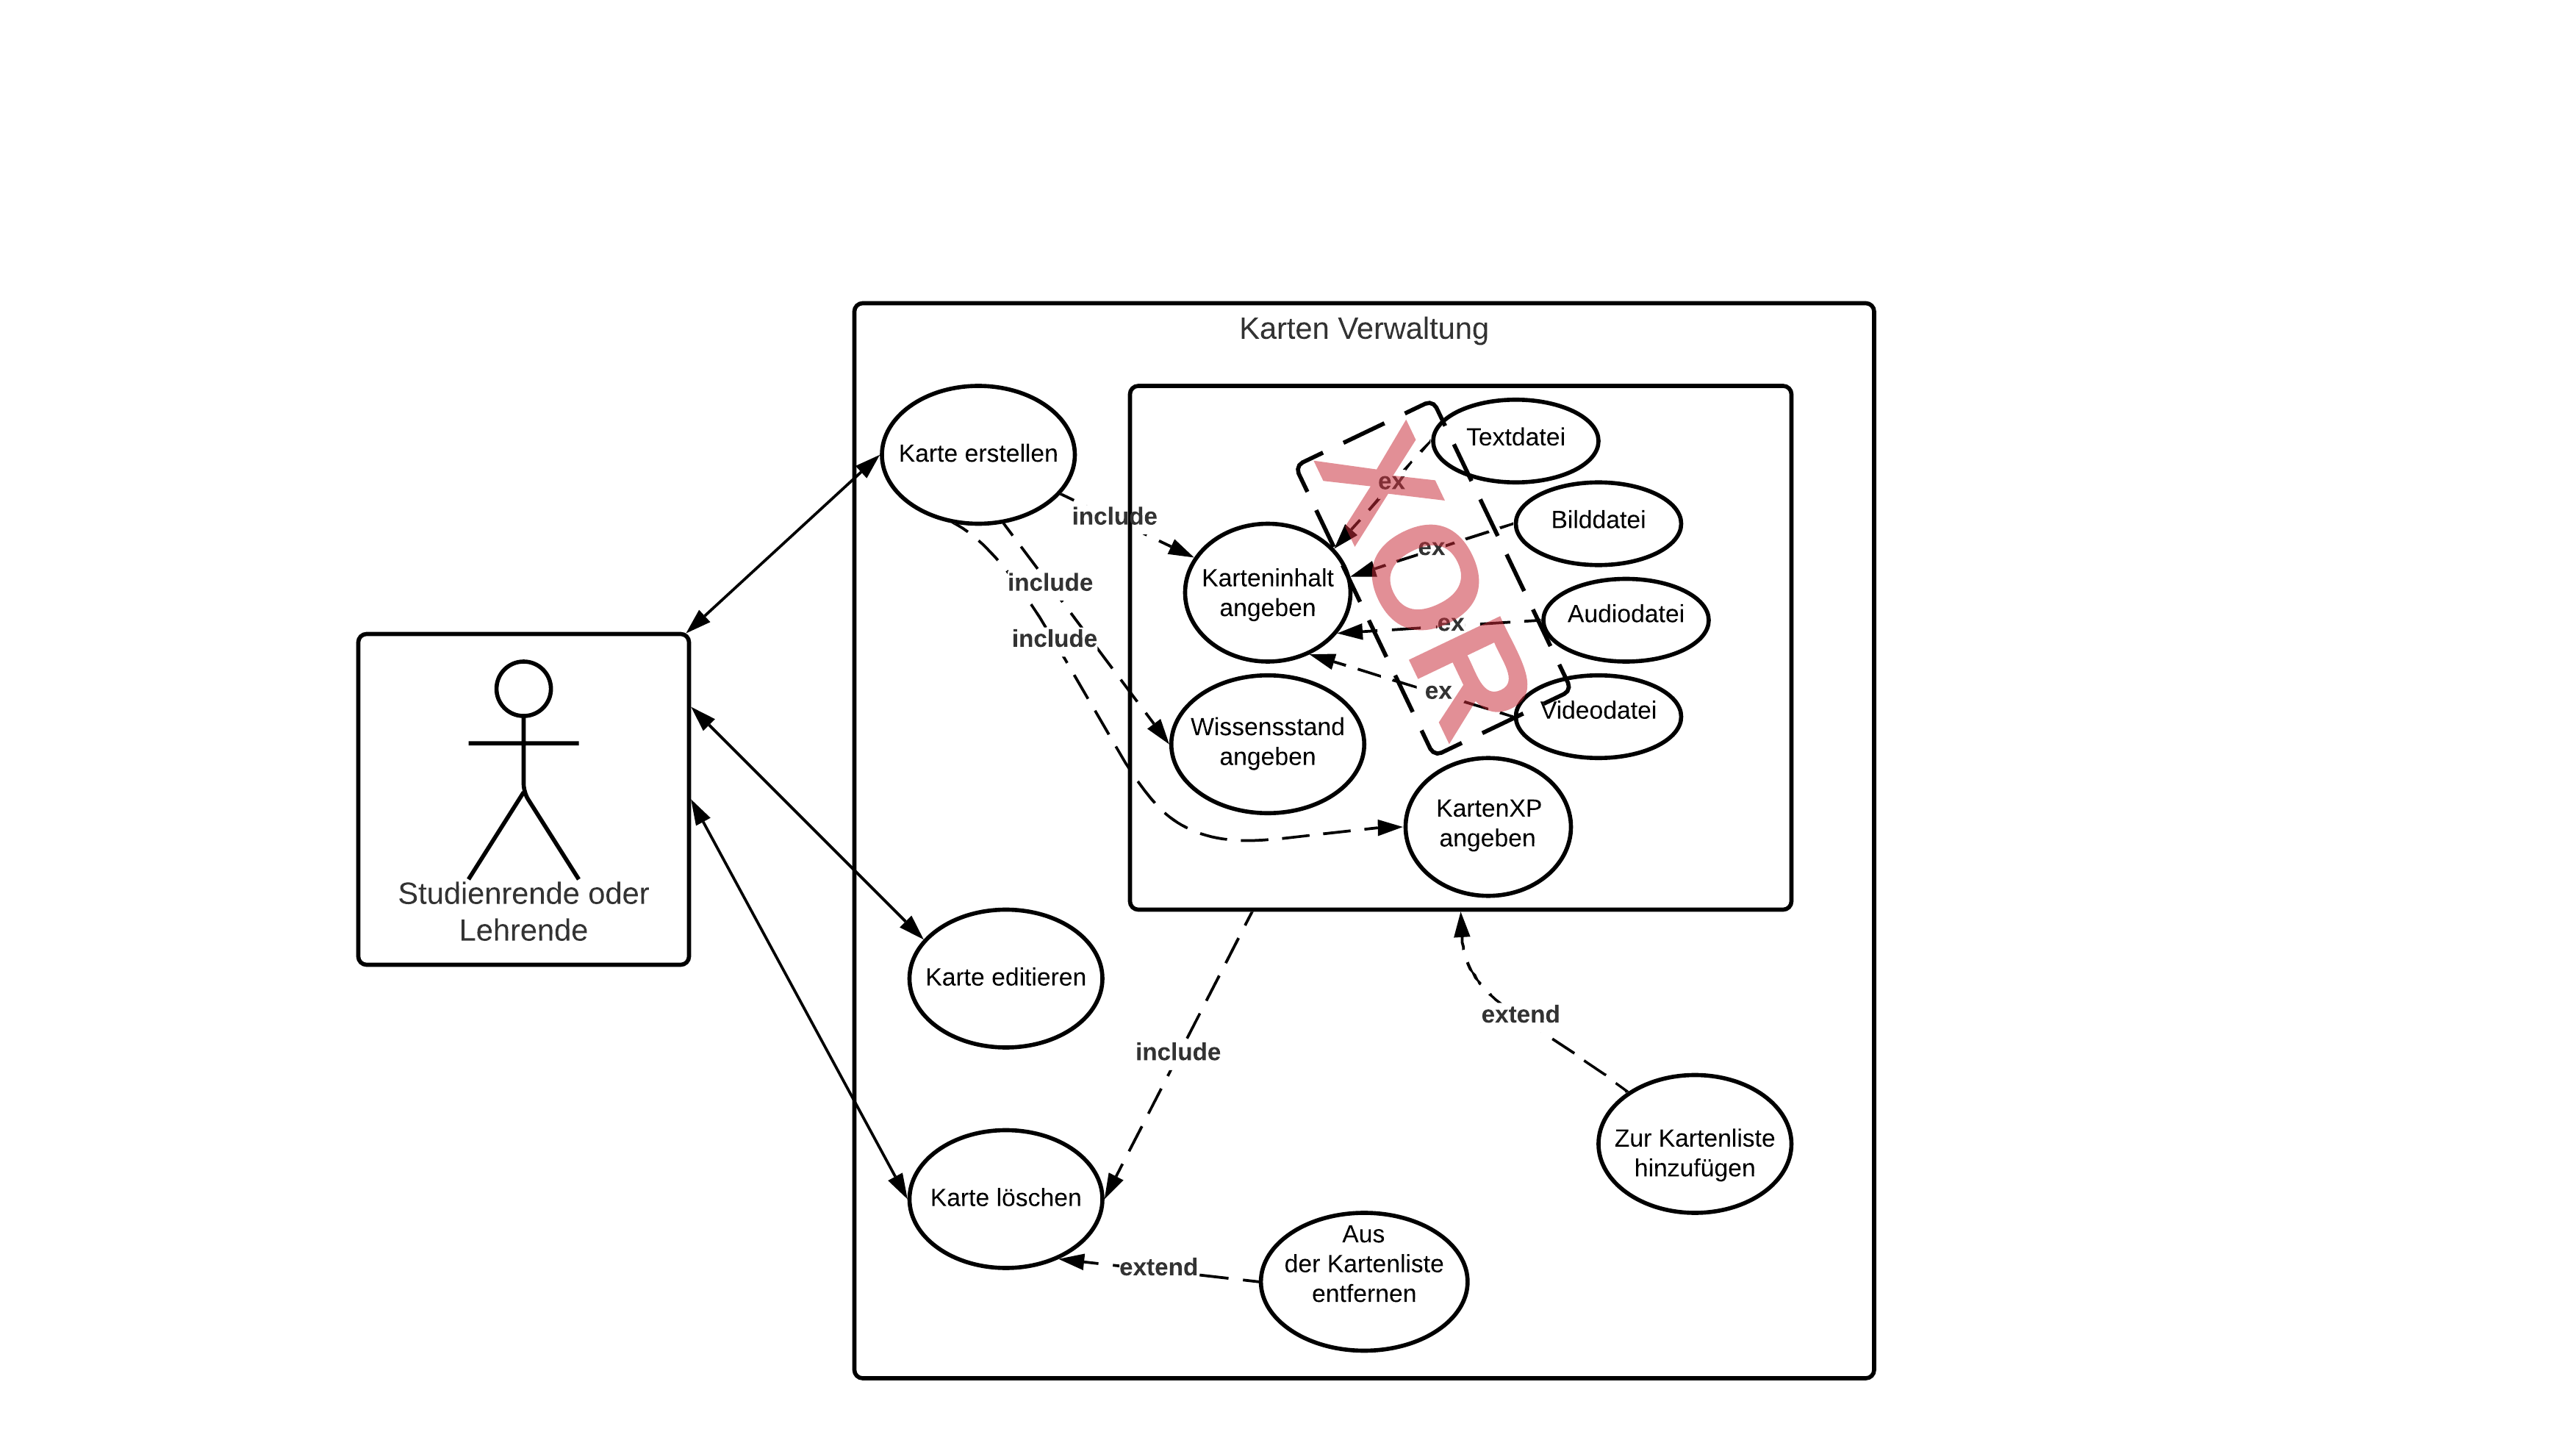 Karten Verwaltung
Karte erstellen
Textdatei
ex
XOR
Bilddatei
include
ex
Karteninhalt
angeben
include
Audiodatei
ex
include
ex
Videodatei
Wissensstand
angeben
KartenXP
angeben
Studienrende oder
Lehrende
Karte editieren
extend
include
Zur Kartenliste
hinzufügen
Karte löschen
Aus
der Kartenliste
entfernen
extend